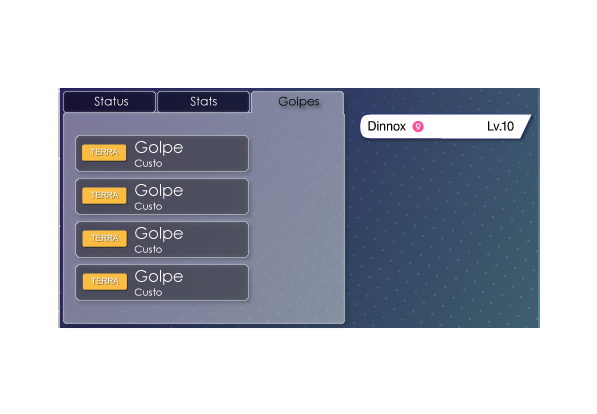 Status
Stats
Golpes
Dinnox
Lv.10
TERRA
Golpe
Custo
TERRA
Golpe
Custo
TERRA
Golpe
Custo
TERRA
Golpe
Custo